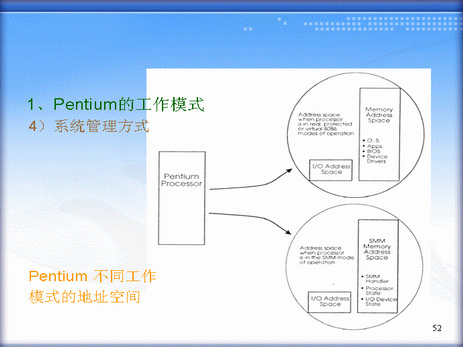 1、Pentium的工作模式
4）系统管理方式
Pentium
Processor
Address space
when processor
is in real, protected
or virtual 8086
modes of operation
I/O Address
Space
Memory
Address
Space
• O. S.
• Apps
• BIOS
• Device
Drivers
Address space
when processor
is in the SMM mode
of operation
I/O Address
Space
SMM
Memory
Address
Space
• SMM
Handler
• Processor
State
• I/O Device
State
Pentium 不同工作
模式的地址空间
52